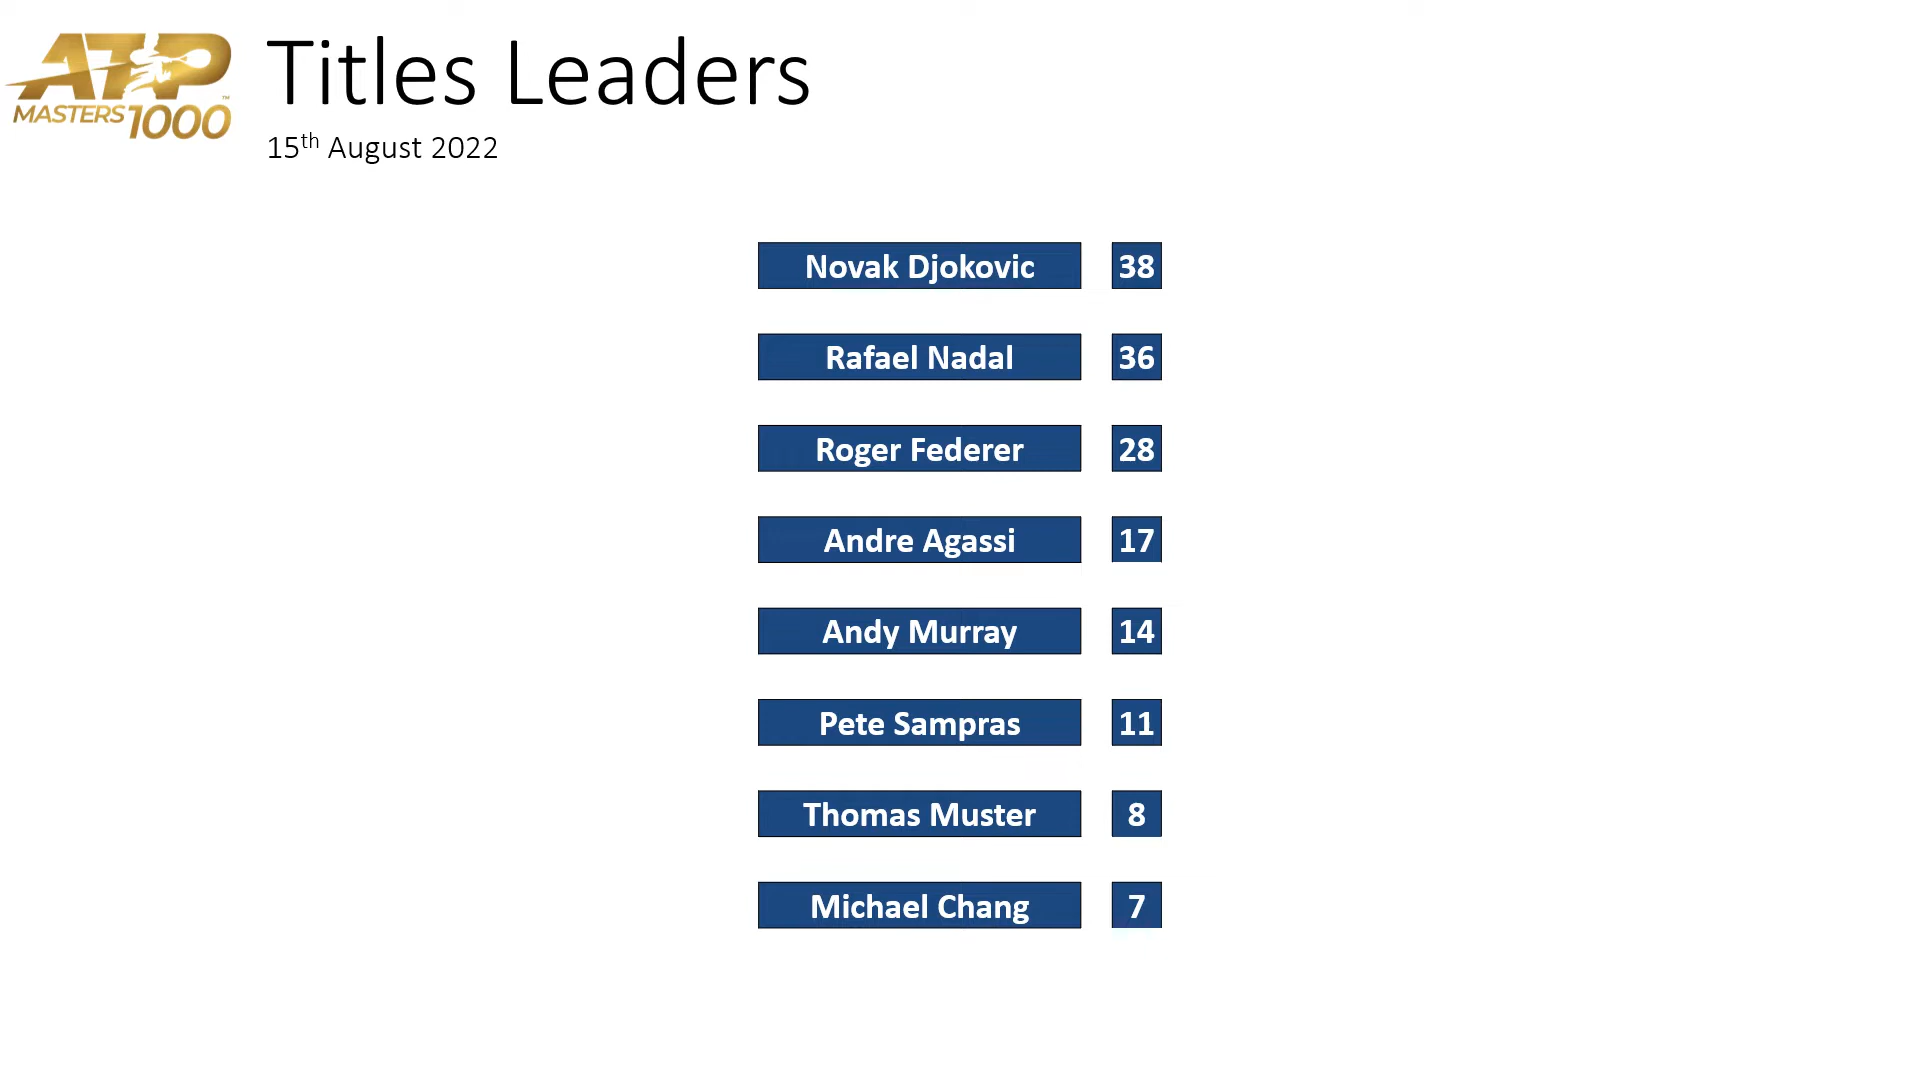 ATP
MASTERS 1000
™
Titles Leaders
15th August 2022
Novak Djokovic 38
Rafael Nadal 36
Roger Federer 28
Andre Agassi 17
Andy Murray 14
Pete Sampras 11
Thomas Muster 8
Michael Chang 7